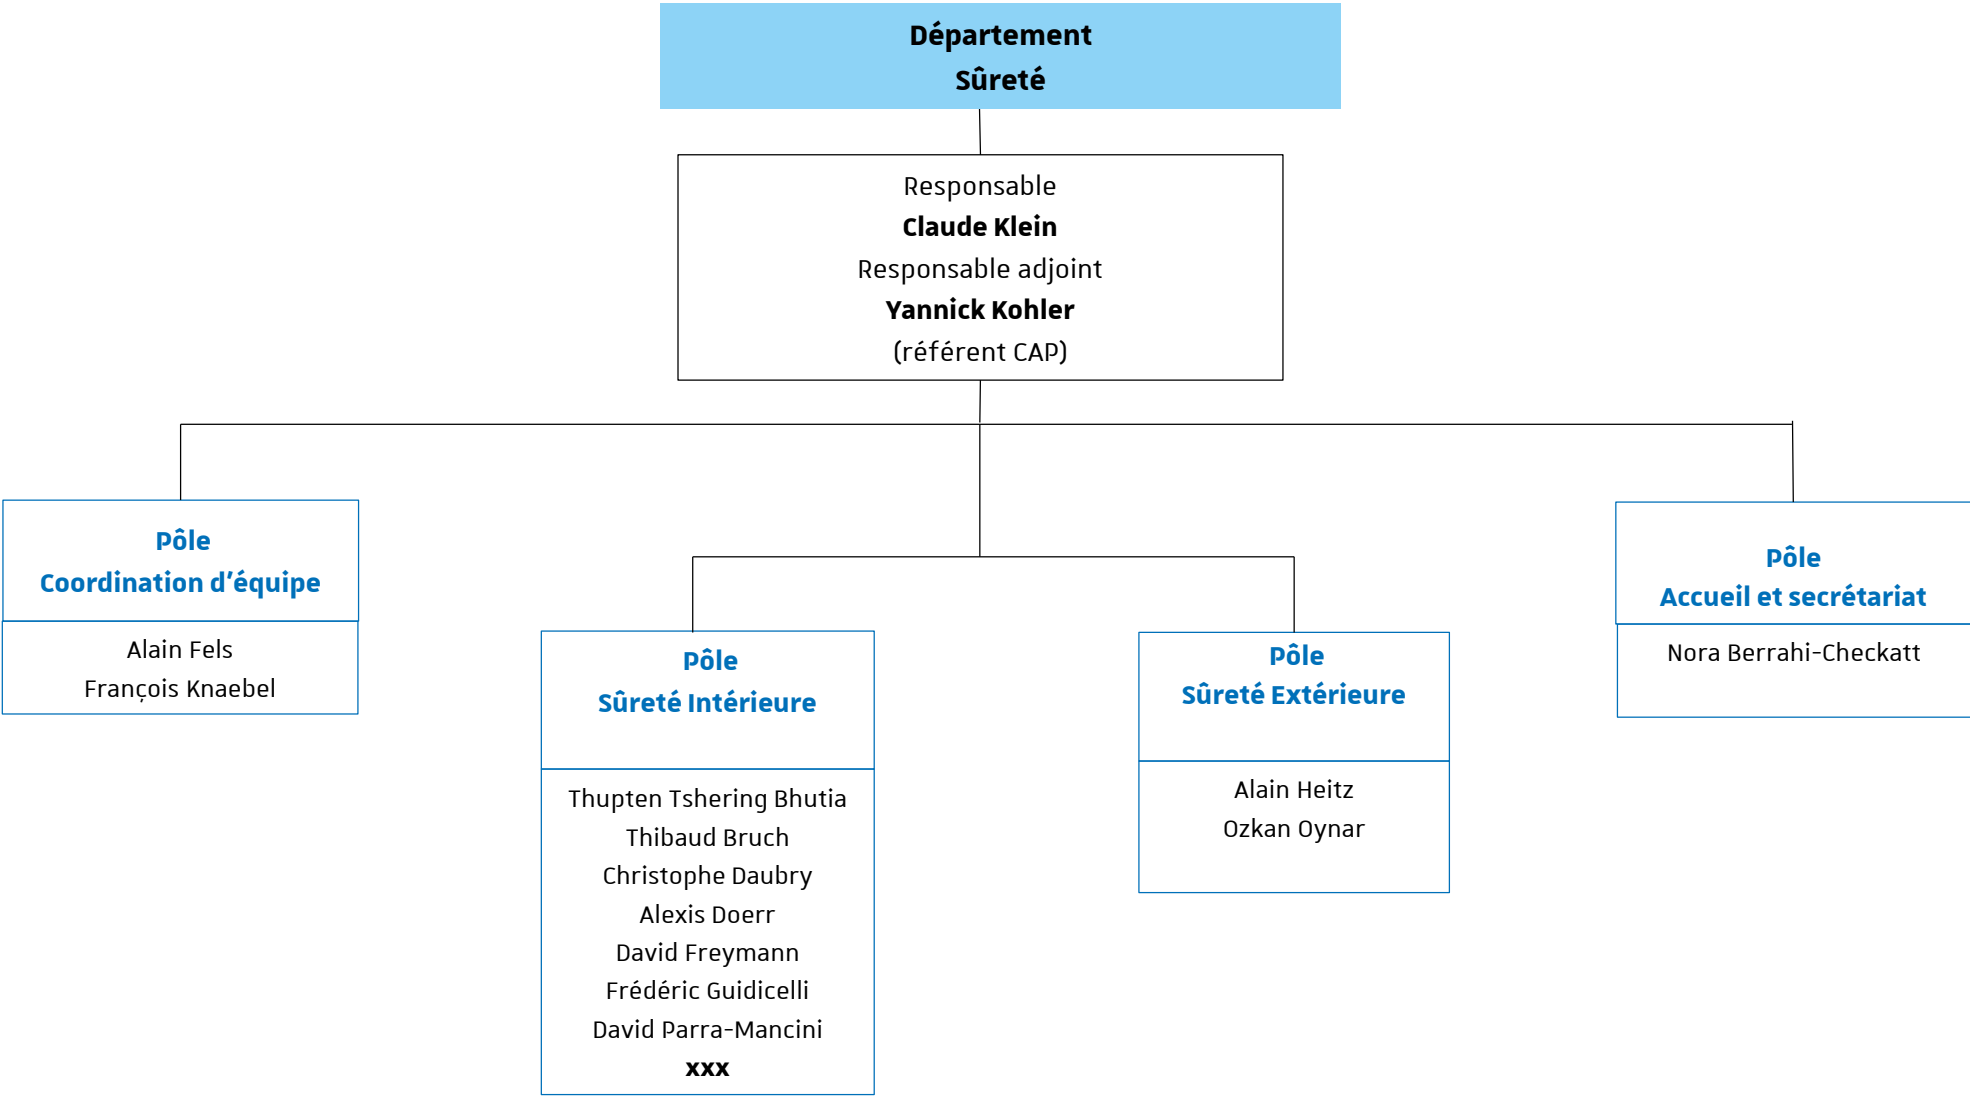 Département
Sûreté
Responsable
Claude Klein
Responsable adjoint
Yannick Kohler
(référent CAP)
Pôle
Coordination d’équipe
Alain Fels
François Knaebel
Pôle
Sûreté Intérieure
Thupten Tshering Bhutia
Thibaud Bruch
Christophe Daubry
Alexis Doerr
David Freymann
Frédéric Guidicelli
David Parra-Mancini
xxx
Pôle
Sûreté Extérieure
Alain Heitz
Ozkan Oynar
Pôle
Accueil et secrétariat
Nora Berrahi-Checkatt